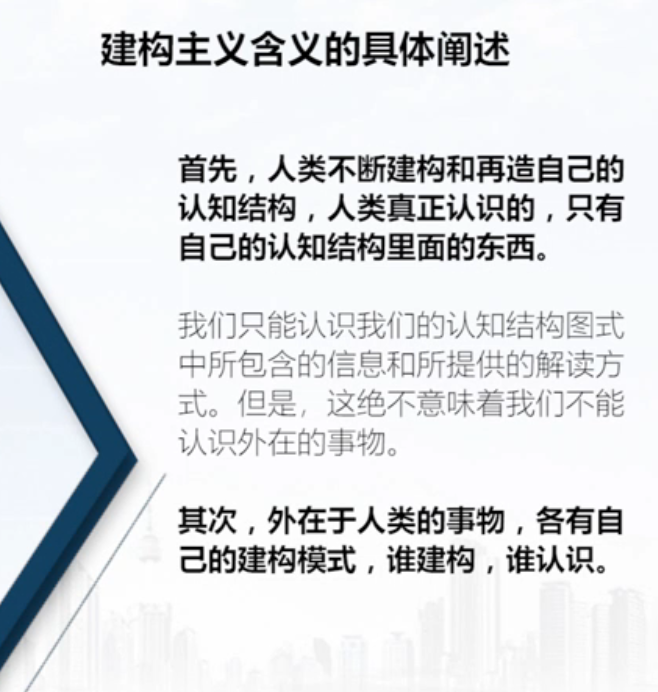 建构主义含义的具体阐述
首先，人类不断建构和再造自己的
认知结构，人类真正认识的，只有
自己的认知结构里面的东西。
我们只能认识我们的认知结构图式
中所包含的信息和所提供的解读方
式。但是，这绝不意味着我们不能
认识外在的事物。
其次，外在于人类的事物，各有自
己的建构模式，谁建构，谁认识。